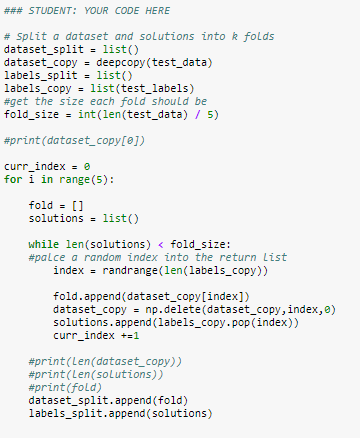 ### STUDENT: YOUR CODE HERE
# Split a dataset and solutions into k folds
dataset_split = list()
dataset_copy = deepcopy(test_data)
labels_split = list()
labels_copy = list(test_labels)
#get the size each fold should be
fold_size = int(len(test_data) / 5)
#print(dataset_copy[0])
curr_index = 0
for i in range(5):
fold = []
solutions = list()
while len(solutions) < fold_size:
#palce a random index into the return list
index = randrange(len(labels_copy))
fold.append(dataset_copy[index])
dataset_copy = np.delete(dataset_copy,index,0)
solutions.append(labels_copy.pop(index))
curr_index +=1
#print(len(dataset_copy))
#print(len(solutions))
#print(fold)
dataset_split.append(fold)
labels_split.append(solutions)